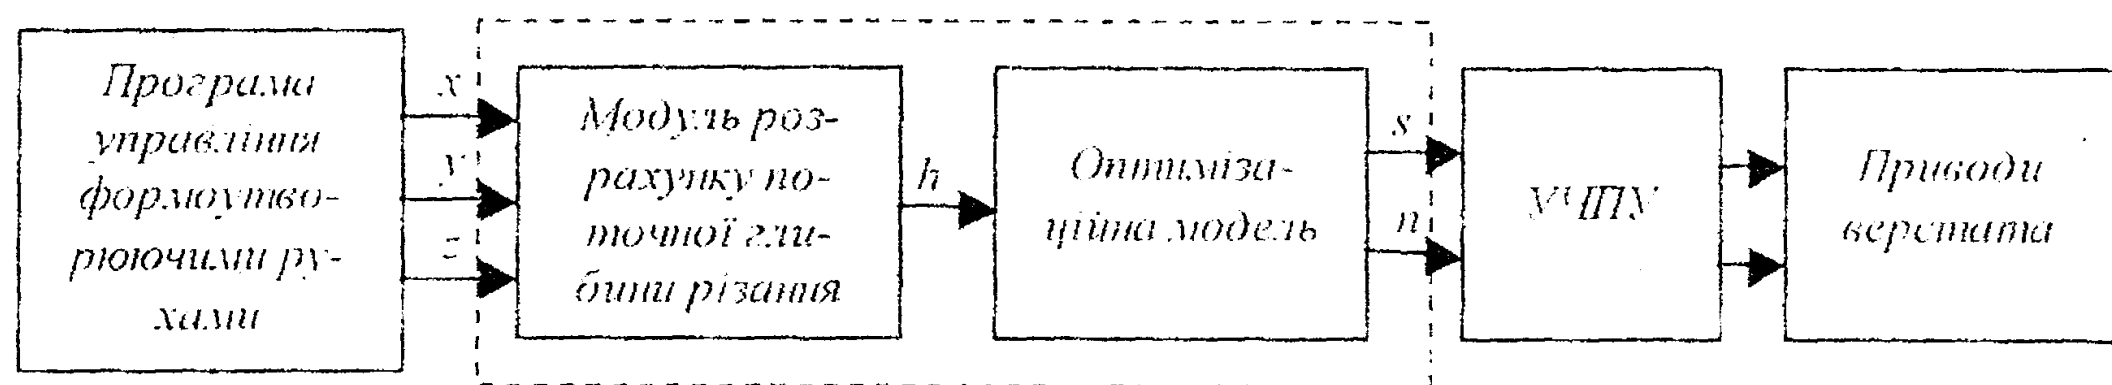 Програма
управління
формоутво-
рюючими ру-
хами
x
y
z
Модуль роз-
рахунку по-
точної гли-
бини різання
h
Оптиміза-
ційна модель
s
n
УЧПУ
Приводи
верстата